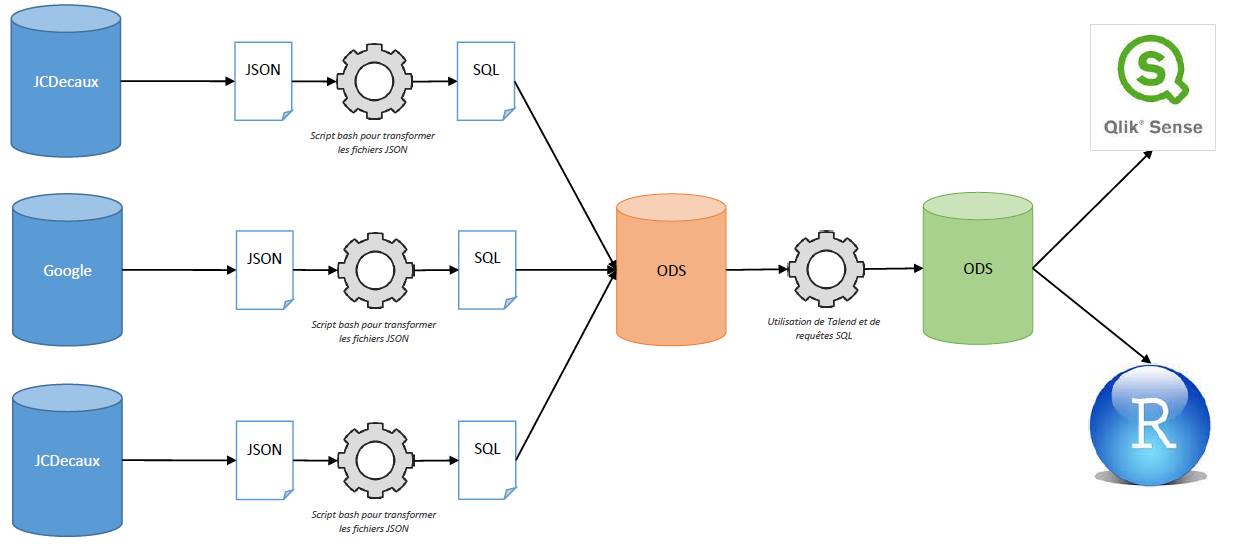 JCDecaux
JSON
SQL
Script bash pour transformer
les fichiers JSON
Google
JSON
SQL
Script bash pour transformer
les fichiers JSON
JCDecaux
JSON
SQL
Script bash pour transformer
les fichiers JSON
ODS
Utilisation de Talend et de
requêtes SQL
ODS
S
Qlik® Sense
R